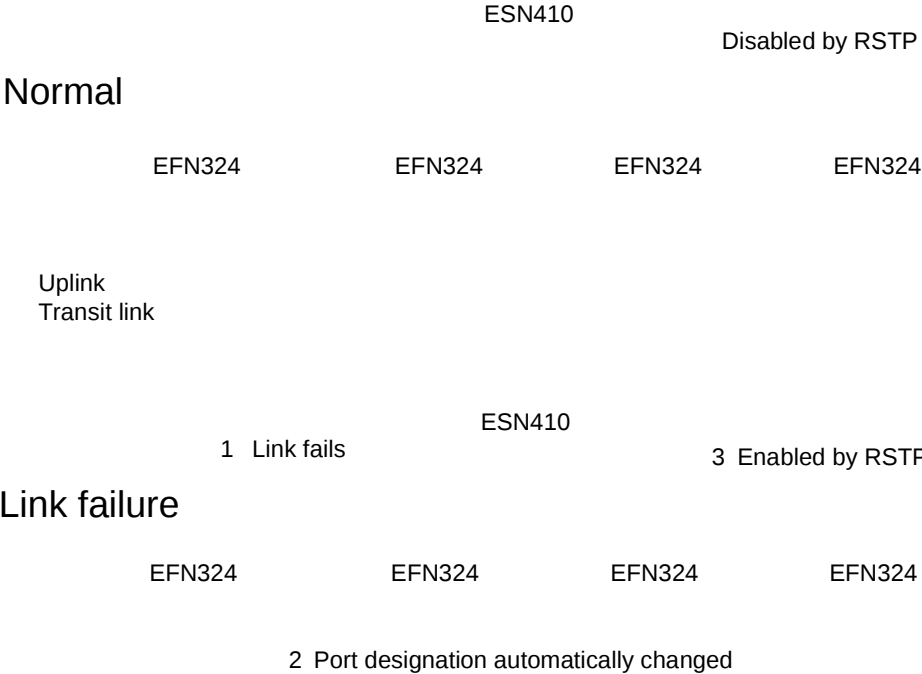 ESN410
Disabled by RSTP
Normal
EFN324 EFN324 EFN324 EFN324
Uplink
Transit link
ESN410
1 Link fails
3 Enabled by RSTP
Link failure
EFN324 EFN324 EFN324 EFN324
2 Port designation automatically changed